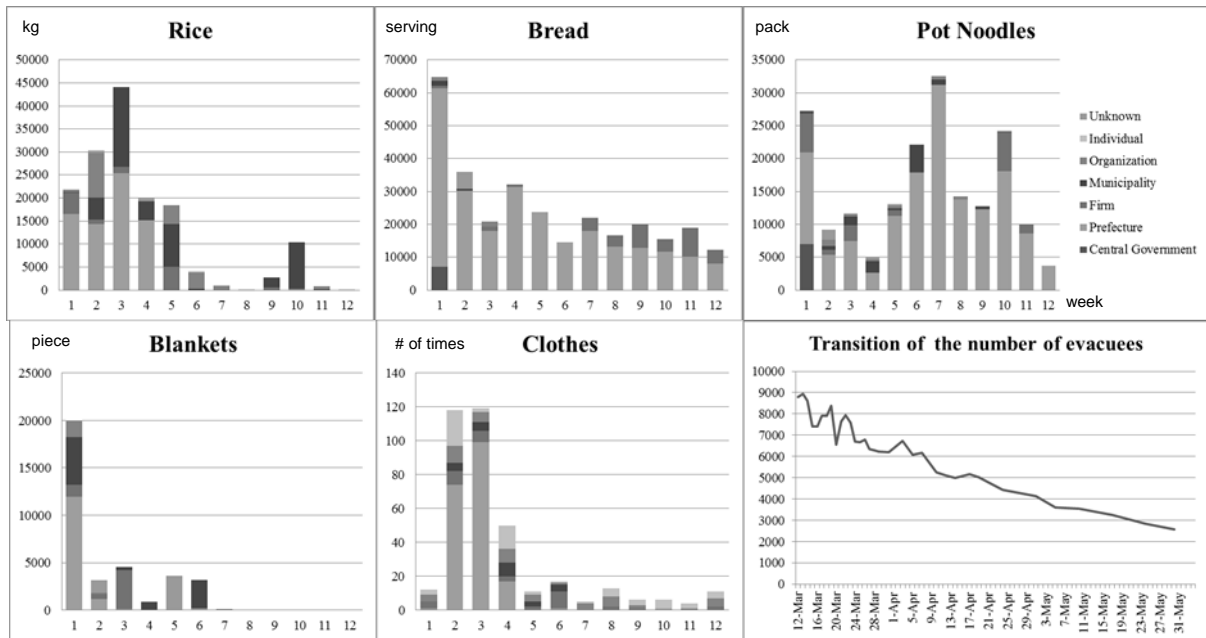 kg
Rice
50000
45000
40000
35000
30000
25000
20000
15000
10000
5000
0
1 2 3 4 5 6 7 8 9 10 11 12
serving
Bread
70000
60000
50000
40000
30000
20000
10000
0
1 2 3 4 5 6 7 8 9 10 11 12
pack
Pot Noodles
35000
30000
25000
20000
15000
10000
5000
0
1 2 3 4 5 6 7 8 9 10 11 12
week
Unknown
Individual
Organization
Municipality
Firm
Prefecture
Central Government
piece
Blankets
25000
20000
15000
10000
5000
0
1 2 3 4 5 6 7 8 9 10 11 12
# of times
Clothes
140
120
100
80
60
40
20
0
1 2 3 4 5 6 7 8 9 10 11 12
Transition of the number of evacuees
10000
9000
8000
7000
6000
5000
4000
3000
2000
1000
0
12-Mar
16-Mar
20-Mar
24-Mar
28-Mar
1-Apr
5-Apr
9-Apr
13-Apr
17-Apr
21-Apr
25-Apr
29-Apr
3-May
7-May
11-May
15-May
19-May
23-May
27-May
31-May